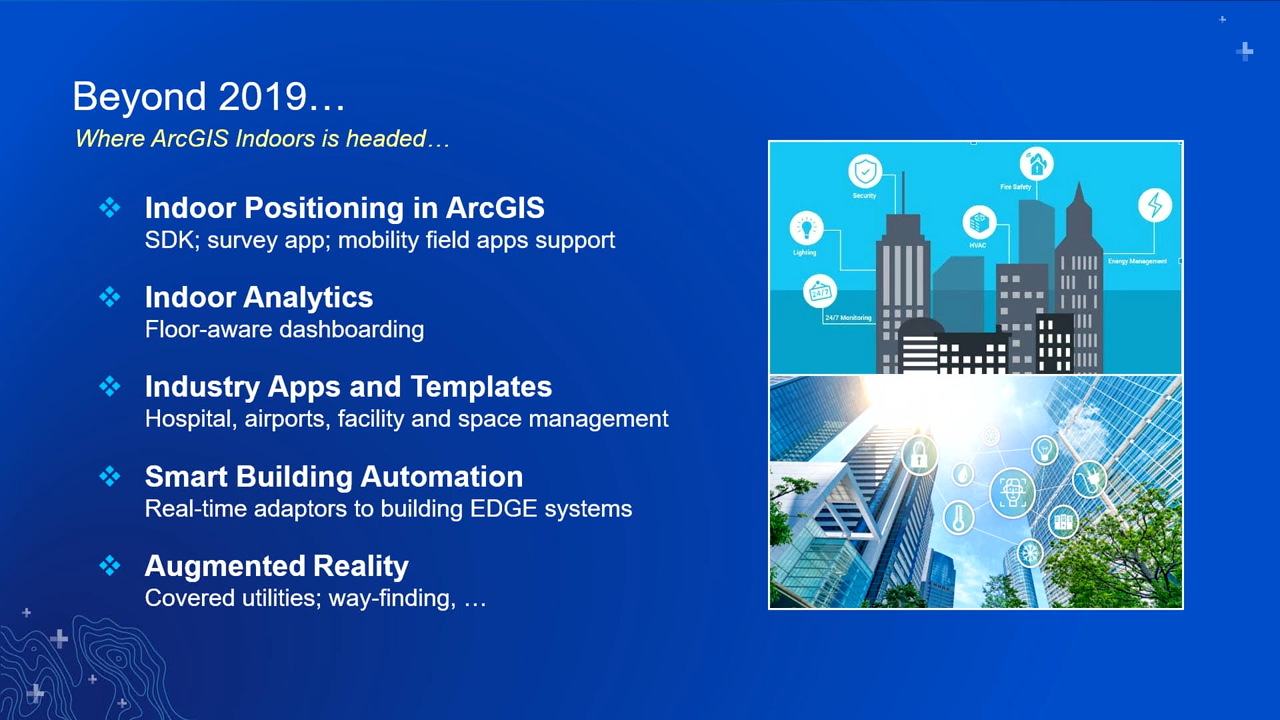 Beyond 2019…
Where ArcGIS Indoors is headed…
Indoor Positioning in ArcGIS
SDK; survey app; mobility field apps support
Indoor Analytics
Floor-aware dashboarding
Industry Apps and Templates
Hospital, airports, facility and space management
Smart Building Automation
Real-time adaptors to building EDGE systems
Augmented Reality
Covered utilities; way-finding, …
Security
Fire Safety
Lighting
HVAC
Energy Management
24/7
24/7 Monitoring